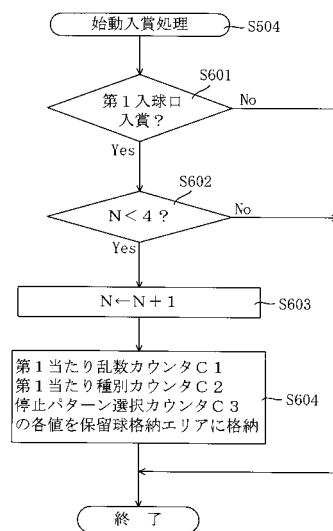 始動入賞処理
S504
S601
第１入球口
入賞？
No
Yes
S602
Ｎ＜４？
No
Yes
Ｎ←Ｎ＋１
S603
第１当たり乱数カウンタＣ１
第１当たり種別カウンタＣ２
停止パターン選択カウンタＣ３
の各値を保留球格納エリアに格納
S604
終 了